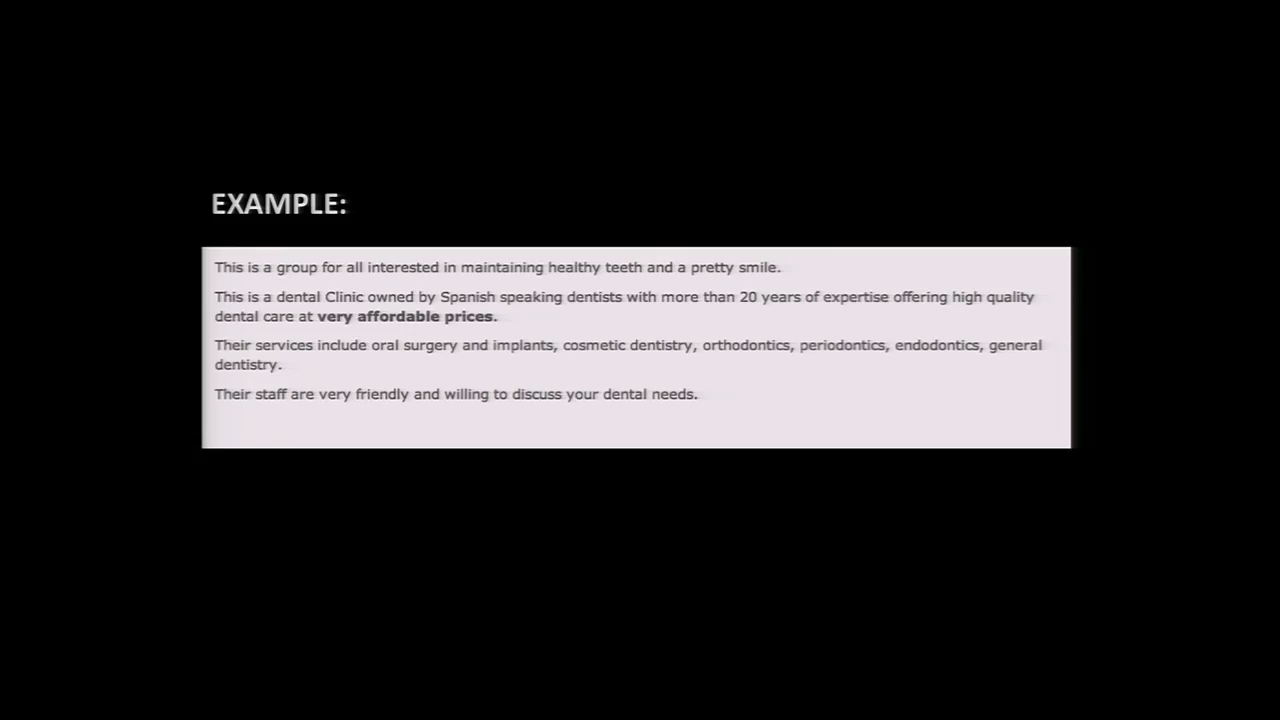 EXAMPLE:
This is a group for all interested in maintaining healthy teeth and a pretty smile.
This is a dental Clinic owned by Spanish speaking dentists with more than 20 years of expertise offering high quality
dental care at very affordable prices.
Their services include oral surgery and implants, cosmetic dentistry, orthodontics, periodontics, endodontics, general
dentistry.
Their staff are very friendly and willing to discuss your dental needs.